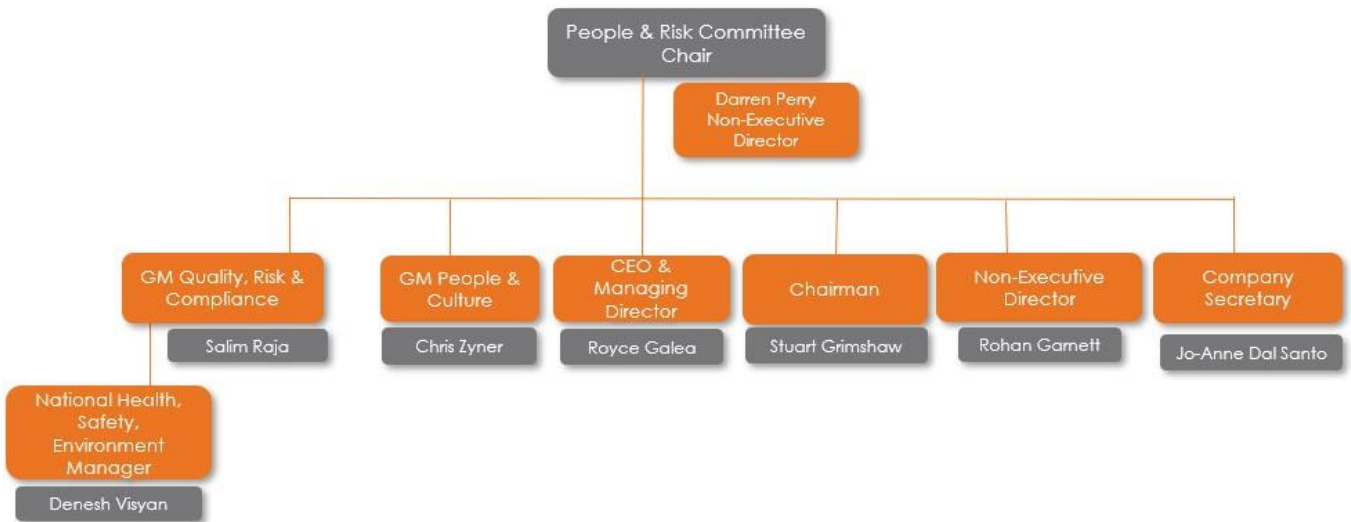 People & Risk Committee
Chair
Darren Perry
Non-Executive
Director
GM Quality, Risk &
Compliance
Salim Raja
GM People &
Culture
Chris Zyner
CEO &
Managing
Director
Royce Galea
Chairman
Stuart Grimshaw
Non-Executive
Director
Rohan Garnett
Company
Secretary
Jo-Anne Dal Santo
National Health,
Safety,
Environment
Manager
Denesh Visyan